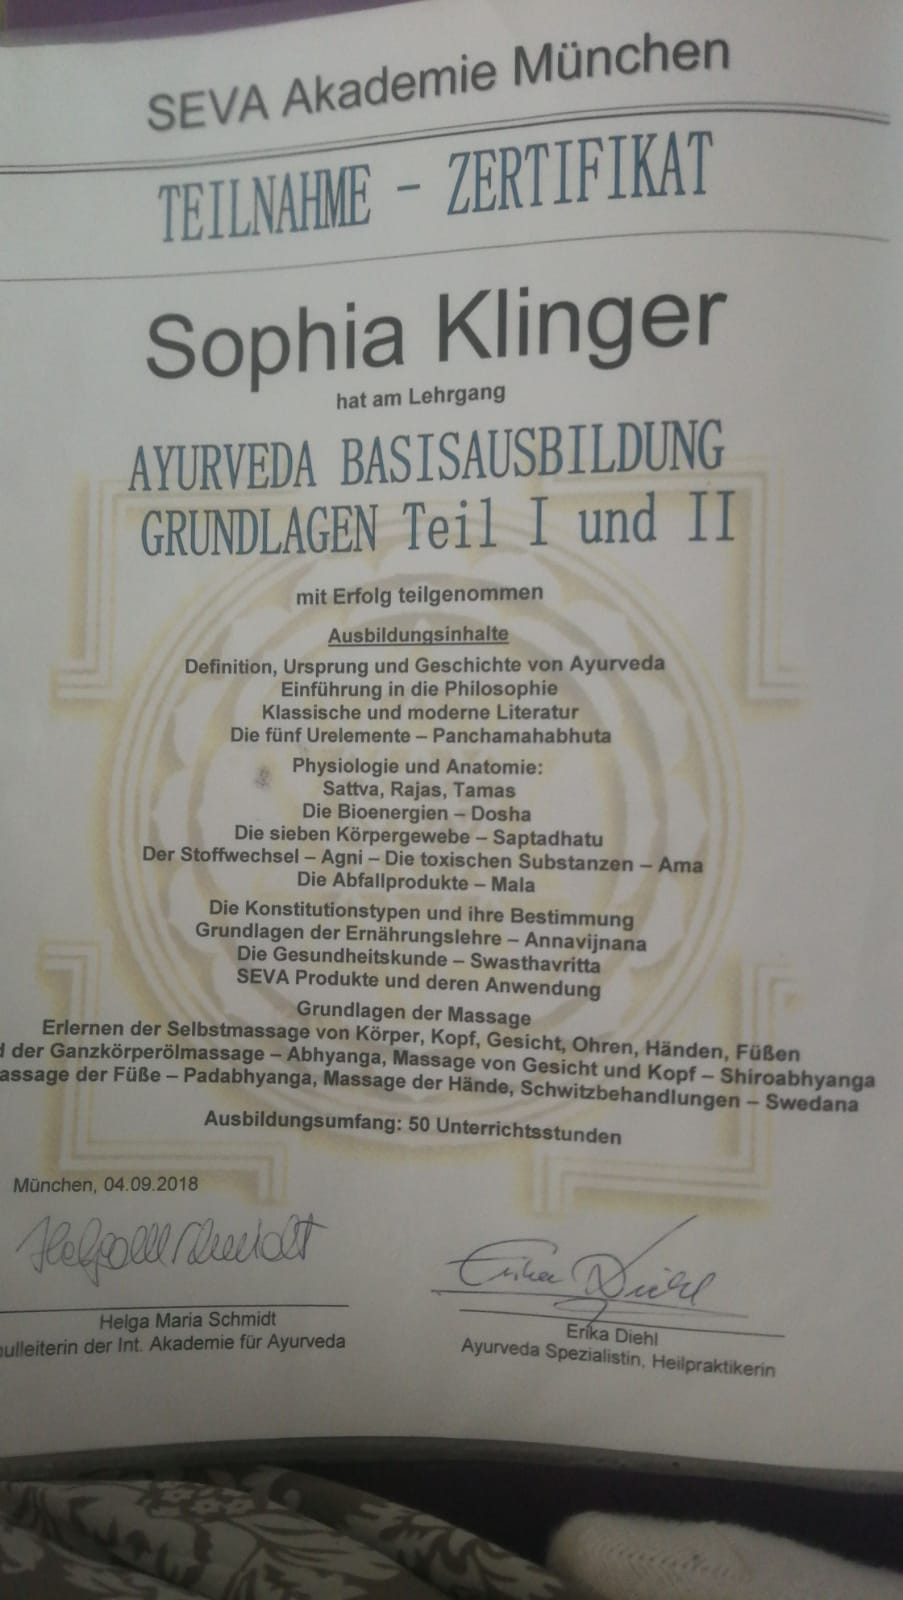 SEVA Akademie München
TEILNAHME - ZERTIFIKAT
Sophia Klinger
hat am Lehrgang
AYURVEDA BASISAUSBILDUNG
GRUNDLAGEN Teil I und II
mit Erfolg teilgenommen
Ausbildungsinhalte
Definition, Ursprung und Geschichte von Ayurveda
Einführung in die Philosophie
Klassische und moderne Literatur
Die fünf Urelemente – Panchamahabhuta
Physiologie und Anatomie:
Sattva, Rajas, Tamas
Die Bioenergien – Dosha
Die sieben Körpergewebe – Saptadhatu
Der Stoffwechsel – Agni – Die toxischen Substanzen – Ama
Die Abfallprodukte – Mala
Die Konstitutionstypen und ihre Bestimmung
Grundlagen der Ernährungslehre – Annavijnana
Die Gesundheitskunde – Swasthavritta
SEVA Produkte und deren Anwendung
Grundlagen der Massage
Erlernen der Selbstmassage von Körper, Kopf, Gesicht, Ohren, Händen, Füßen
d der Ganzkörperölmassage – Abhyanga, Massage von Gesicht und Kopf – Shiroabhyanga
assage der Füße – Padabhyanga, Massage der Hände, Schwitzbehandlungen – Swedana
Ausbildungsumfang: 50 Unterrichtsstunden
München, 04.09.2018
Helga M Schmidt
Erika Diehl
Helga Maria Schmidt
ulleiterin der Int. Akademie für Ayurveda
Erika Diehl
Ayurveda Spezialistin, Heilpraktikerin